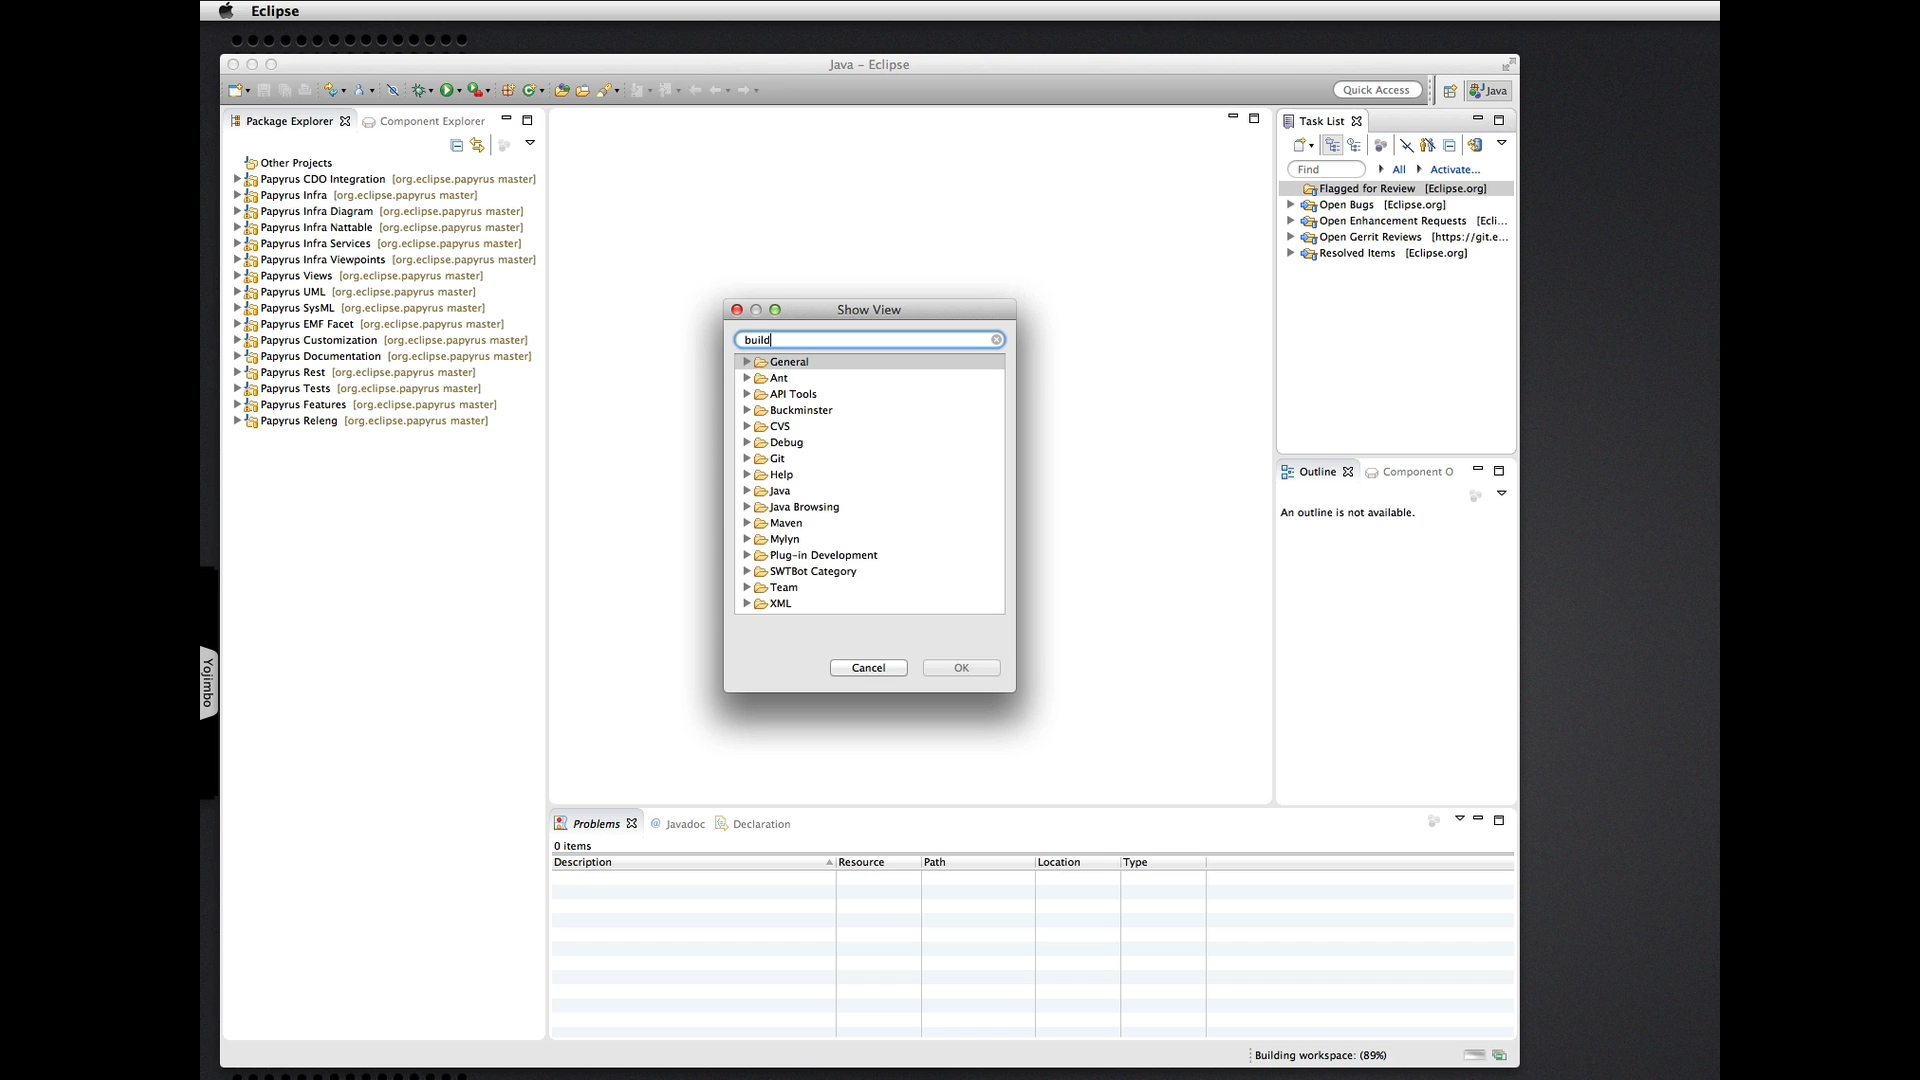 Eclipse
Java – Eclipse
Quick Access
Java
Package Explorer
Component Explorer
Other Projects
Papyrus CDO Integration [org.eclipse.papyrus master]
Papyrus Infra [org.eclipse.papyrus master]
Papyrus Infra Diagram [org.eclipse.papyrus master]
Papyrus Infra Nattable [org.eclipse.papyrus master]
Papyrus Infra Services [org.eclipse.papyrus master]
Papyrus Infra Viewpoints [org.eclipse.papyrus master]
Papyrus Views [org.eclipse.papyrus master]
Papyrus UML [org.eclipse.papyrus master]
Papyrus SysML [org.eclipse.papyrus master]
Papyrus EMF Facet [org.eclipse.papyrus master]
Papyrus Customization [org.eclipse.papyrus master]
Papyrus Documentation [org.eclipse.papyrus master]
Papyrus Rest [org.eclipse.papyrus master]
Papyrus Tests [org.eclipse.papyrus master]
Papyrus Features [org.eclipse.papyrus master]
Papyrus Releng [org.eclipse.papyrus master]
Yojimbo
Show View
build
General
Ant
API Tools
Buckminster
CVS
Debug
Git
Help
Java
Java Browsing
Maven
Mylyn
Plug-in Development
SWTBot Category
Team
XML
Cancel
OK
Task List
Find
All
Activate...
Flagged for Review [Eclipse.org]
Open Bugs [Eclipse.org]
Open Enhancement Requests [Ecli...
Open Gerrit Reviews [https://git.e...
Resolved Items [Eclipse.org]
Outline
Component O
An outline is not available.
Problems
@ Javadoc
Declaration
0 items
Description
Resource
Path
Location
Type
Building workspace: (89%)